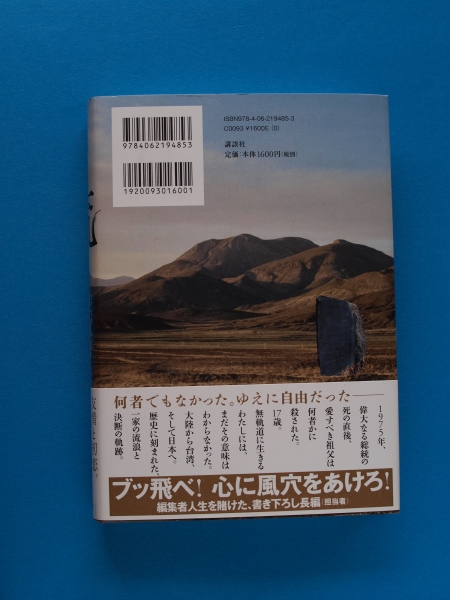 ISBN978-4-06-219485-3
C0093 ¥1600E (0)
講談社
定価:本体1600円(税別)
9784062194853
1920093016001
流
何者でもなかった。ゆえに自由だった――
1975年、
偉大なる総統の
死の直後、
愛すべき祖父は
何者かに
殺された。
17歳。
無軌道に生きる
わたしには、
まだその意味は
わからなかった。
大陸から台湾、
そして日本へ。
歴史に刻まれた、
一家の流浪と
決断の軌跡。
ブッ飛べ! 心に風穴をあけろ!
編集者人生を賭けた、書き下ろし長編(担当者)